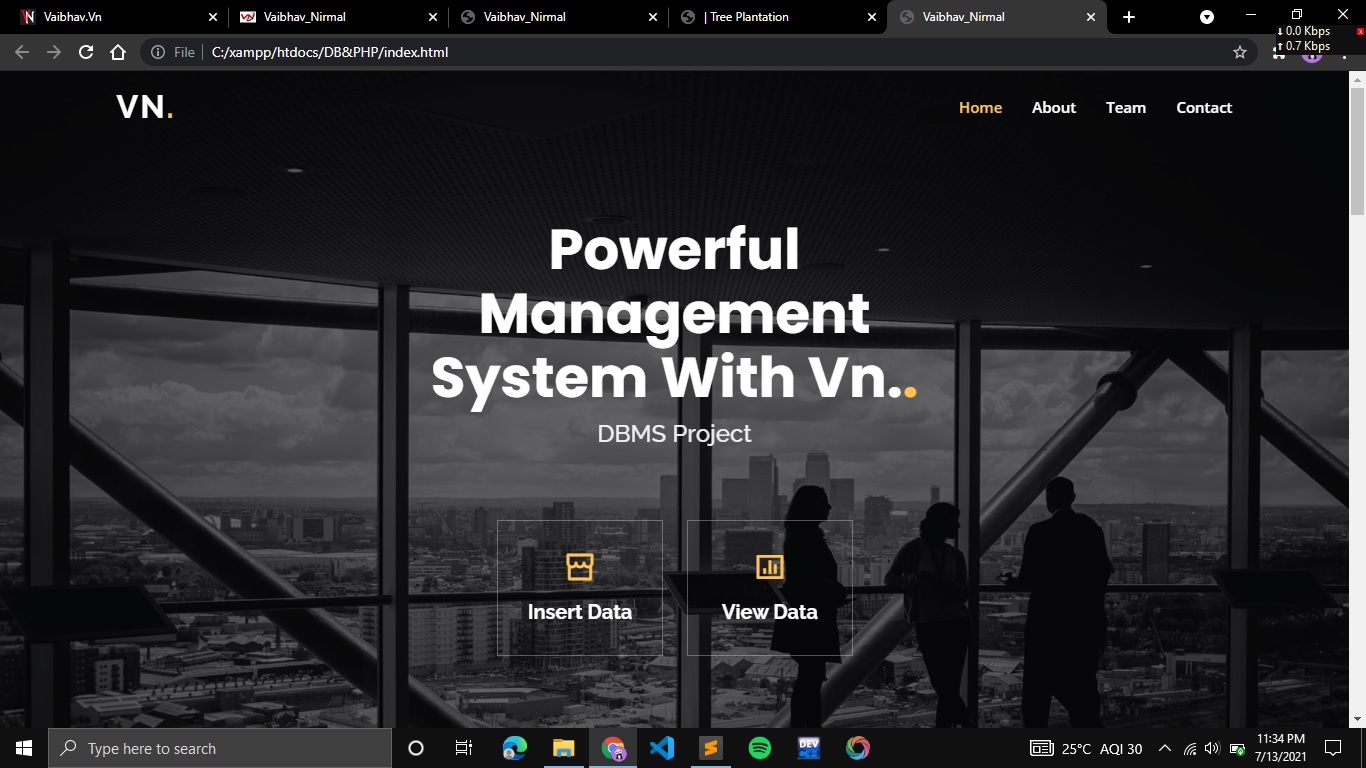 Vaibhav.Vn
Vaibhav_Nirmal
Vaibhav_Nirmal
| Tree Plantation
Vaibhav_Nirmal
0.0 Kbps
0.7 Kbps
File
C:/xampp/htdocs/DB&PHP/index.html
VN.
Home
About
Team
Contact
Powerful
Management
System With Vn..
DBMS Project
Insert Data
View Data
Type here to search
DEV
25°C AQI 30
11:34 PM
7/13/2021